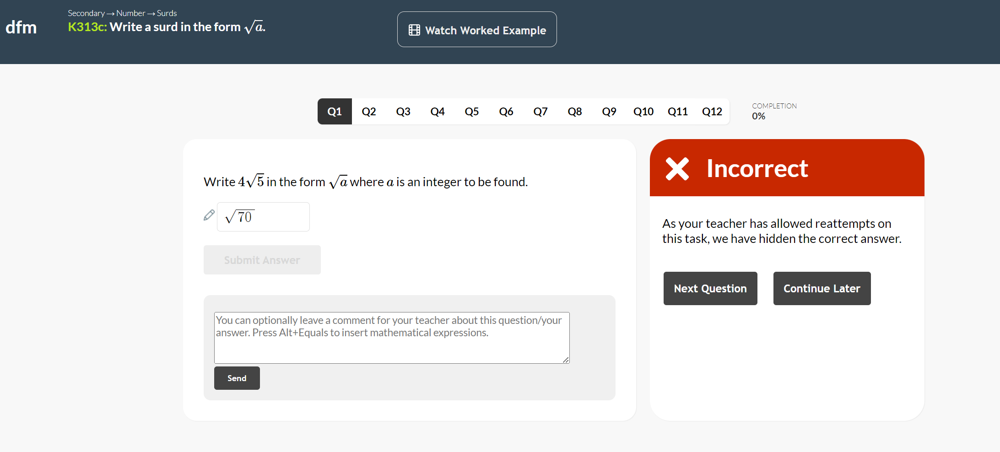 dfm
Secondary → Number → Surds
K313c: Write a surd in the form √a.
Watch Worked Example
Q1 Q2 Q3 Q4 Q5 Q6 Q7 Q8 Q9 Q10 Q11 Q12
COMPLETION
0%
Write 4√5 in the form √a where a is an integer to be found.
√70
Submit Answer
You can optionally leave a comment for your teacher about this question/your
answer. Press Alt+Equals to insert mathematical expressions.
Send
Incorrect
As your teacher has allowed reattempts on
this task, we have hidden the correct answer.
Next Question
Continue Later